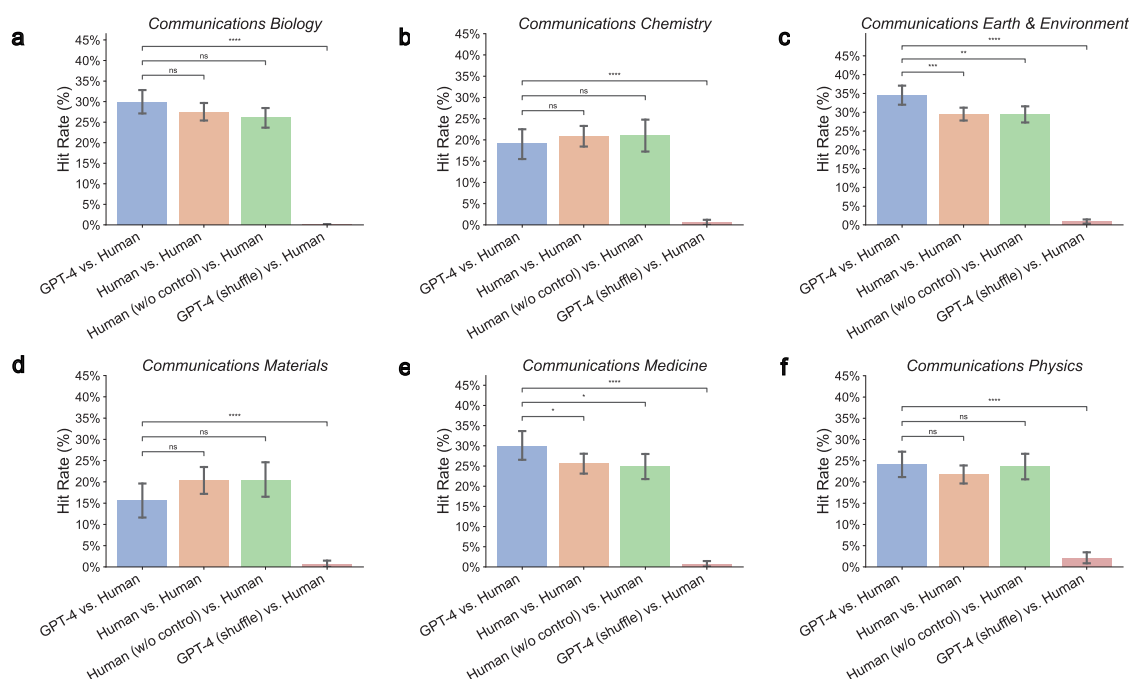 a
Communications Biology
Hit Rate (%)
45%
40%
35%
30%
25%
20%
15%
10%
5%
0%
****
ns
ns
GPT-4 vs. Human
Human vs. Human
Human (w/o control) vs. Human
GPT-4 (shuffle) vs. Human
b
Communications Chemistry
Hit Rate (%)
45%
40%
35%
30%
25%
20%
15%
10%
5%
0%
****
ns
ns
GPT-4 vs. Human
Human vs. Human
Human (w/o control) vs. Human
GPT-4 (shuffle) vs. Human
c
Communications Earth & Environment
Hit Rate (%)
45%
40%
35%
30%
25%
20%
15%
10%
5%
0%
****
**
***
GPT-4 vs. Human
Human vs. Human
Human (w/o control) vs. Human
GPT-4 (shuffle) vs. Human
d
Communications Materials
Hit Rate (%)
45%
40%
35%
30%
25%
20%
15%
10%
5%
0%
****
ns
ns
GPT-4 vs. Human
Human vs. Human
Human (w/o control) vs. Human
GPT-4 (shuffle) vs. Human
e
Communications Medicine
Hit Rate (%)
45%
40%
35%
30%
25%
20%
15%
10%
5%
0%
****
*
*
GPT-4 vs. Human
Human vs. Human
Human (w/o control) vs. Human
GPT-4 (shuffle) vs. Human
f
Communications Physics
Hit Rate (%)
45%
40%
35%
30%
25%
20%
15%
10%
5%
0%
****
ns
ns
GPT-4 vs. Human
Human vs. Human
Human (w/o control) vs. Human
GPT-4 (shuffle) vs. Human